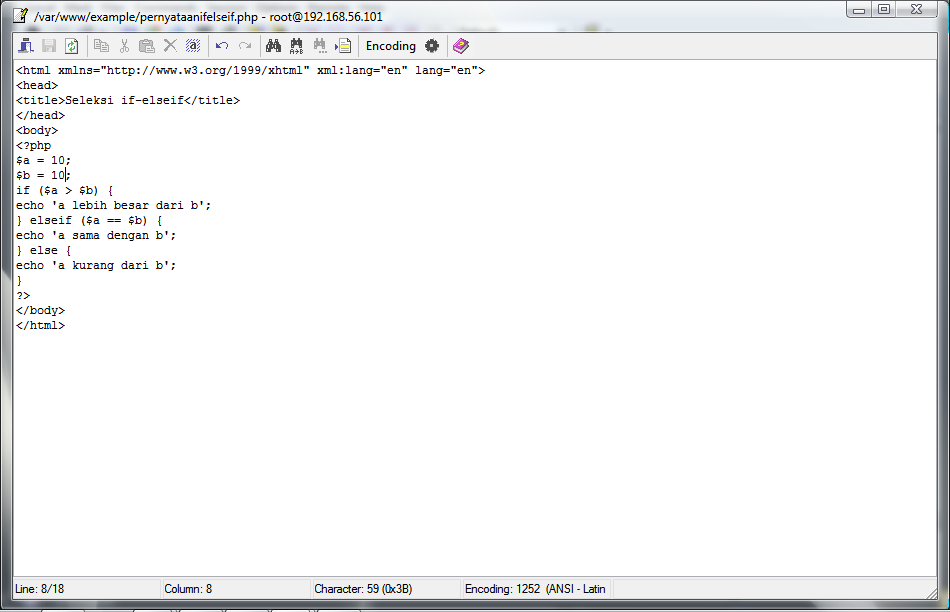 /var/www/example/pernyataanifelseif.php - root@192.168.56.101
Encoding
<html xmlns="http://www.w3.org/1999/xhtml" xml:lang="en" lang="en">
<head>
<title>Seleksi if-elseif</title>
</head>
<body>
<?php
$a = 10;
$b = 10;
if ($a > $b) {
echo 'a lebih besar dari b';
} elseif ($a == $b) {
echo 'a sama dengan b';
} else {
echo 'a kurang dari b';
}
?>
</body>
</html>
Line: 8/18 Column: 8 Character: 59 (0x3B) Encoding: 1252 (ANSI - Latin